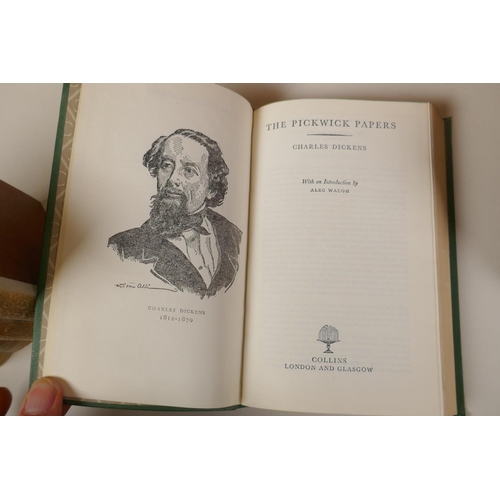 CHARLES DICKENS
1812-1870
THE PICKWICK PAPERS
CHARLES DICKENS
With an Introduction by
ALEC WAUGH
COLLINS
LONDON AND GLASGOW